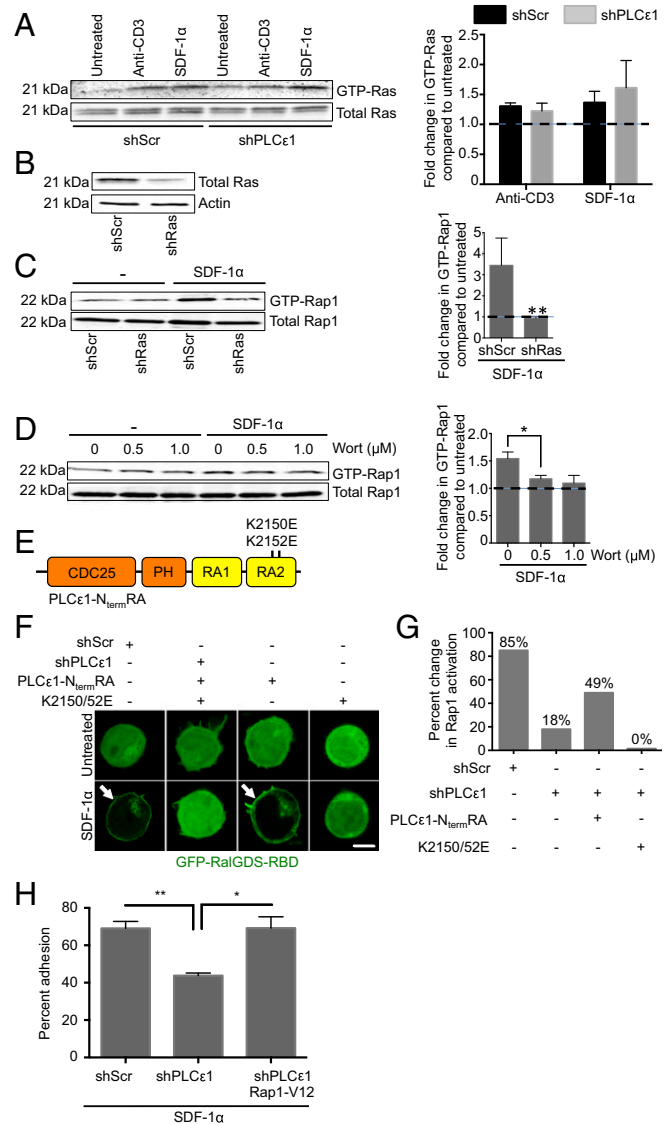 A
Untreated
Anti-CD3
SDF-1α
Untreated
Anti-CD3
SDF-1α
21 kDa
GTP-Ras
21 kDa
Total Ras
shScr
shPLCε1
shScr
shPLCε1
Fold change in GTP-Ras
compared to untreated
2.5
2.0
1.5
1.0
0.5
0
Anti-CD3
SDF-1α
B
21 kDa
Total Ras
21 kDa
Actin
shScr
shRas
C
-
SDF-1α
22 kDa
GTP-Rap1
22 kDa
Total Rap1
shScr
shRas
shScr
shRas
Fold change in GTP-Rap1
compared to untreated
5
4
3
2
1
0
**
shScr
shRas
SDF-1α
D
-
SDF-1α
0
0.5
1.0
0
0.5
1.0
Wort (μM)
22 kDa
GTP-Rap1
22 kDa
Total Rap1
Fold change in GTP-Rap1
compared to untreated
2.0
1.5
1.0
0.5
0
*
0
0.5
1.0
Wort (μM)
SDF-1α
E
K2150E
K2152E
CDC25
PH
RA1
RA2
PLCε1-NtermRA
F
shScr + - - -
shPLCε1 - + - -
PLCε1-NtermRA - + + -
K2150/52E - + - +
Untreated
SDF-1α
GFP-RalGDS-RBD
G
Percent change
in Rap1 activation
100
80
60
40
20
0
85%
18%
49%
0%
shScr + - - -
shPLCε1 - + + +
PLCε1-NtermRA - - + -
K2150/52E - - - +
H
Percent adhesion
80
60
40
20
0
**
*
shScr
shPLCε1
shPLCε1
Rap1-V12
SDF-1α